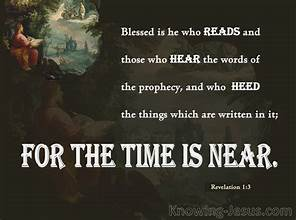 Blessed is he who READS and
those who HEAR the words of
the prophecy, and who HEED
the things which are written in it;
FOR THE TIME IS NEAR.
Revelation 1:3
Knowing-Jesus.com